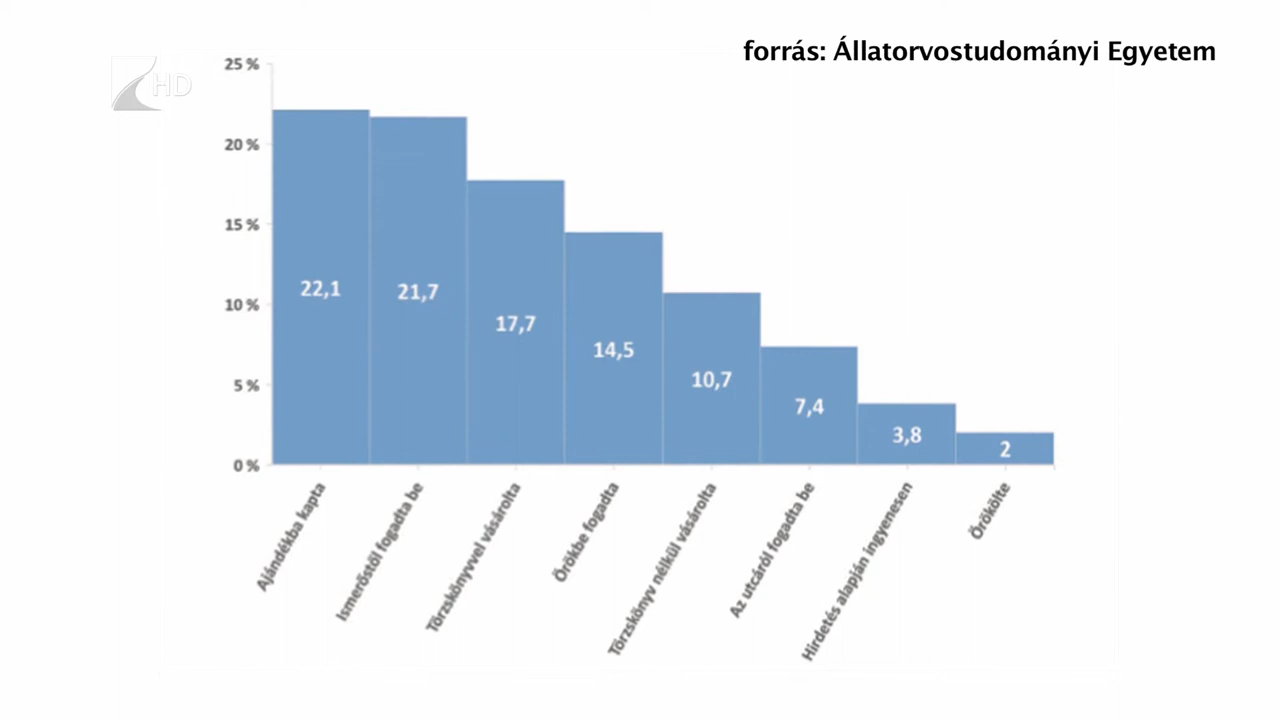 forrás: Állatorvostudományi Egyetem
HD
25 %
20 %
15 %
10 %
5 %
0 %
22,1
21,7
17,7
14,5
10,7
7,4
3,8
2
Ajándékba kapta
Ismerőstől fogadta be
Törzskönyvvel vásárolta
Örökbe fogadta
Törzskönyv nélkül vásárolta
Az utcáról fogadta be
Hirdetés alapján ingyenesen
Örökölte